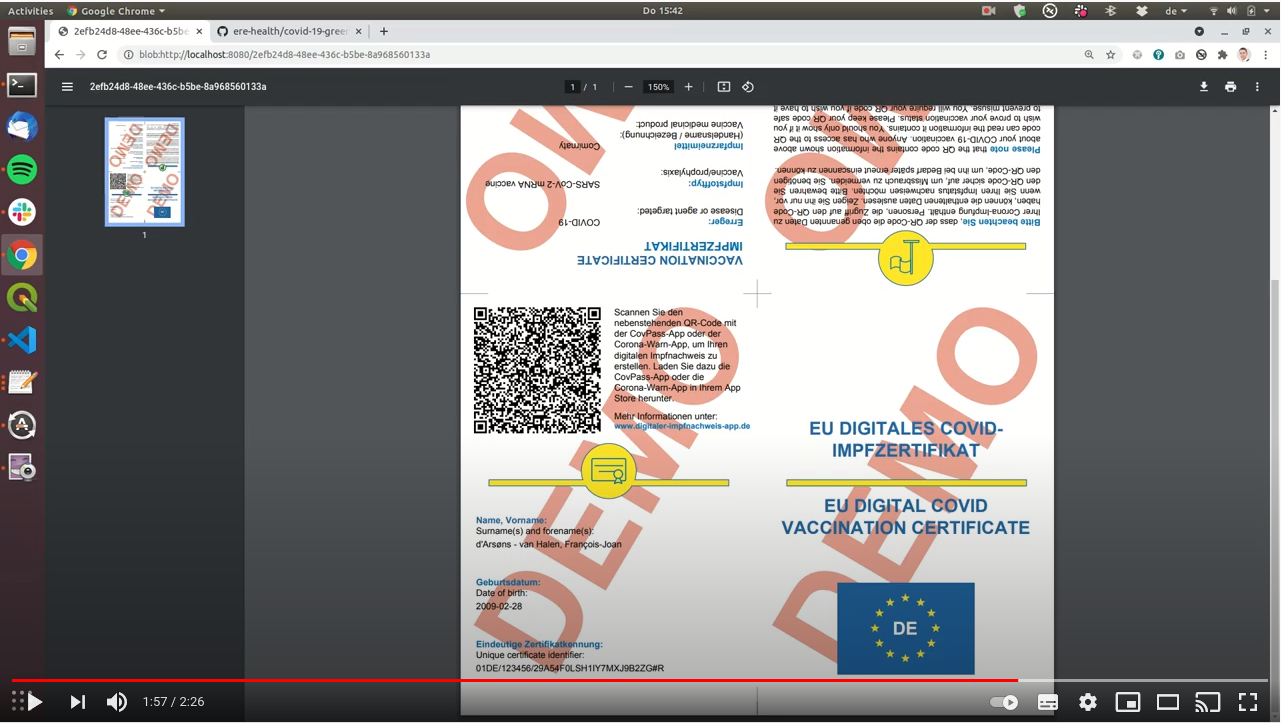 Activities Google Chrome Do 15:42 de
2efb24d8-48ee-436c-b5be ere-health/covid-19-green
blob:http://localhost:8080/2efb24d8-48ee-436c-b5be-8a968560133a
2efb24d8-48ee-436c-b5be-8a968560133a 1 / 1 150%
1
VACCINATION CERTIFICATE
IMPFZERTIFIKAT
Erreger:
Disease or agent targeted:
COVID-19
Impfstofftyp:
Vaccine/prophylaxis:
SARS-CoV-2 mRNA vaccine
Impfarzneimittel
(Handelsname / Bezeichnung):
Vaccine medicinal product:
Comirnaty
Bitte beachten Sie, dass der QR-Code die oben genannten Daten zu
Ihrer Corona-Impfung enthält. Personen, die Zugriff auf den QR-Code
haben, können die enthaltenen Daten auslesen. Zeigen Sie ihn nur vor,
wenn Sie Ihren Impfstatus nachweisen möchten. Bitte bewahren Sie
den QR-Code sicher auf, um Missbrauch zu vermeiden. Sie benötigen
den QR-Code, um ihn bei Bedarf später erneut einscannen zu können.
Please note that the QR code contains the information shown above
about your COVID-19 vaccination. Anyone who has access to the QR
code can read the information it contains. You should only show it if you
wish to prove your vaccination status. Please keep your QR code safe
to prevent misuse. You will require your QR code if you wish to have it
Scannen Sie den
nebenstehenden QR-Code mit
der CovPass-App oder der
Corona-Warn-App, um Ihren
digitalen Impfnachweis zu
erstellen. Laden Sie dazu die
CovPass-App oder die
Corona-Warn-App in Ihrem App
Store herunter.
Mehr Informationen unter:
www.digitaler-impfnachweis-app.de
Name, Vorname:
Surname(s) and forename(s):
d'Arsøns - van Halen, François-Joan
Geburtsdatum:
Date of birth:
2009-02-28
Eindeutige Zertifikatkennung:
Unique certificate identifier:
01DE/123456/29A54F0LSH1IY7MXJ9B2ZG#R
EU DIGITALES COVID-
IMPFZERTIFIKAT
EU DIGITAL COVID
VACCINATION CERTIFICATE
DE
DEMO
DEMO
1:57 / 2:26